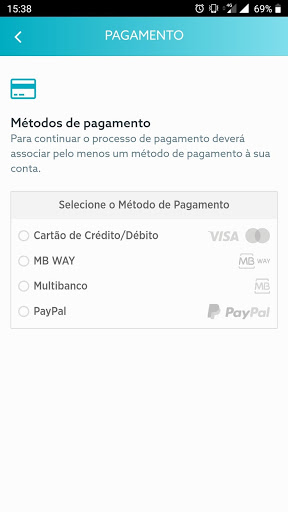 15:38
4G
69%
PAGAMENTO
Métodos de pagamento
Para continuar o processo de pagamento deverá
associar pelo menos um método de pagamento à sua
conta.
Selecione o Método de Pagamento
Cartão de Crédito/Débito VISA
MB WAY MB WAY
Multibanco MB
PayPal PayPal